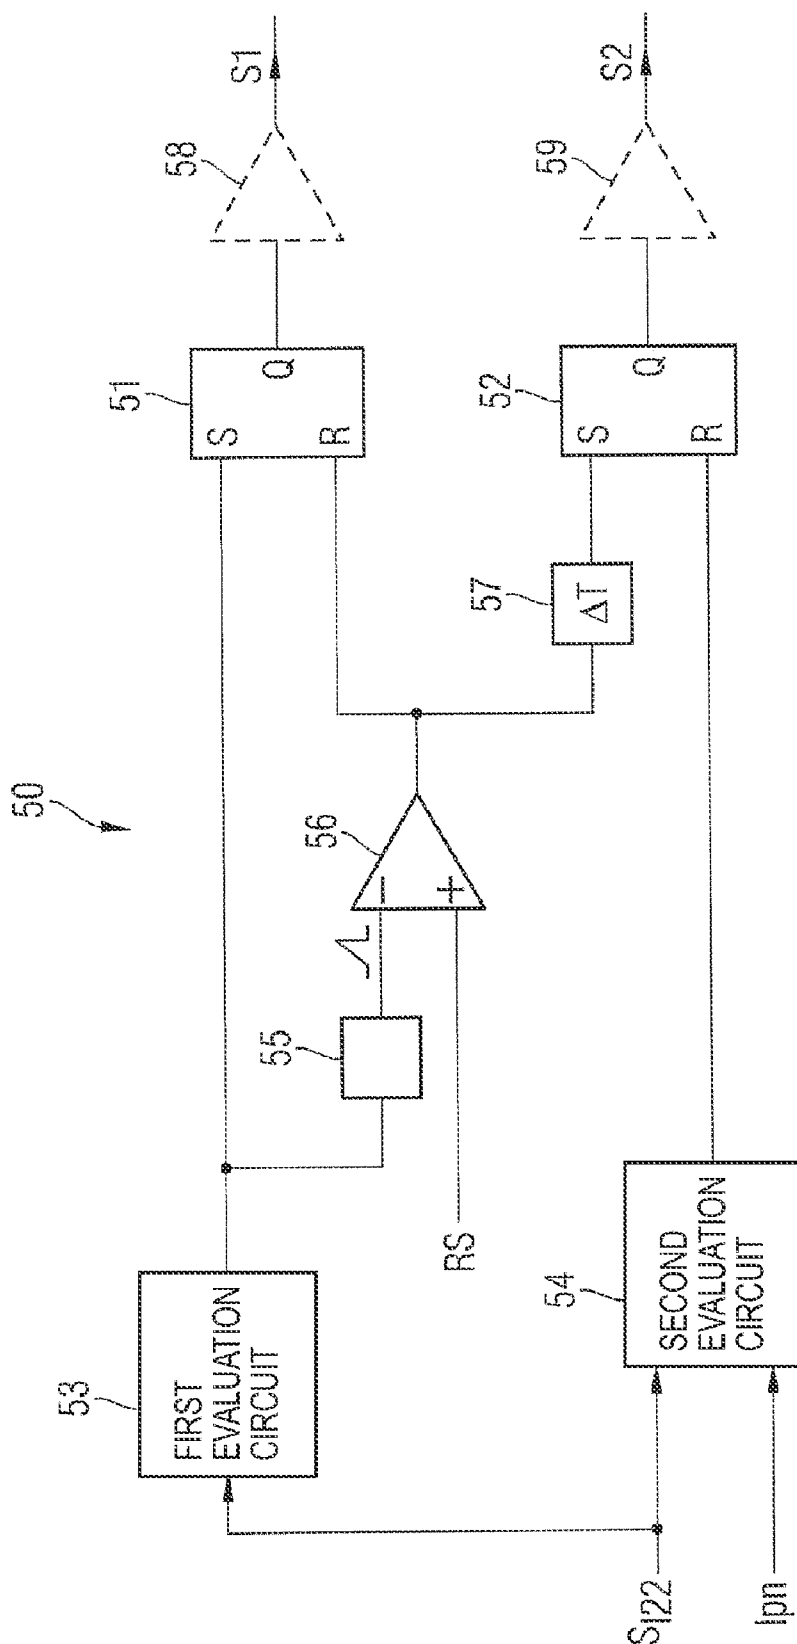 50
53
FIRST
EVALUATION
CIRCUIT
51
S
Q
R
58
S1
55
56
−
+
RS
57
ΔT
52
S
Q
R
59
S2
54
SECOND
EVALUATION
CIRCUIT
SI22
Ipn